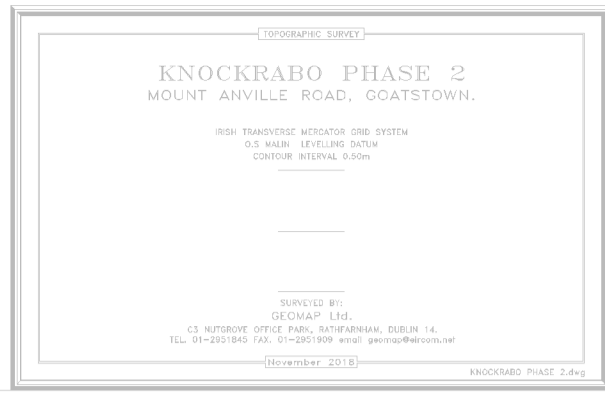 TOPOGRAPHIC SURVEY
KNOCKRABO PHASE 2
MOUNT ANVILLE ROAD, GOATSTOWN.
IRISH TRANSVERSE MERCATOR GRID SYSTEM
O.S MALIN LEVELLING DATUM
CONTOUR INTERVAL 0.50m
SURVEYED BY:
GEOMAP Ltd.
C3 NUTGROVE OFFICE PARK, RATHFARNHAM, DUBLIN 14.
TEL. 01-2951845 FAX. 01-2951909 email geomap@eircom.net
November 2018
KNOCKRABO PHASE 2.dwg